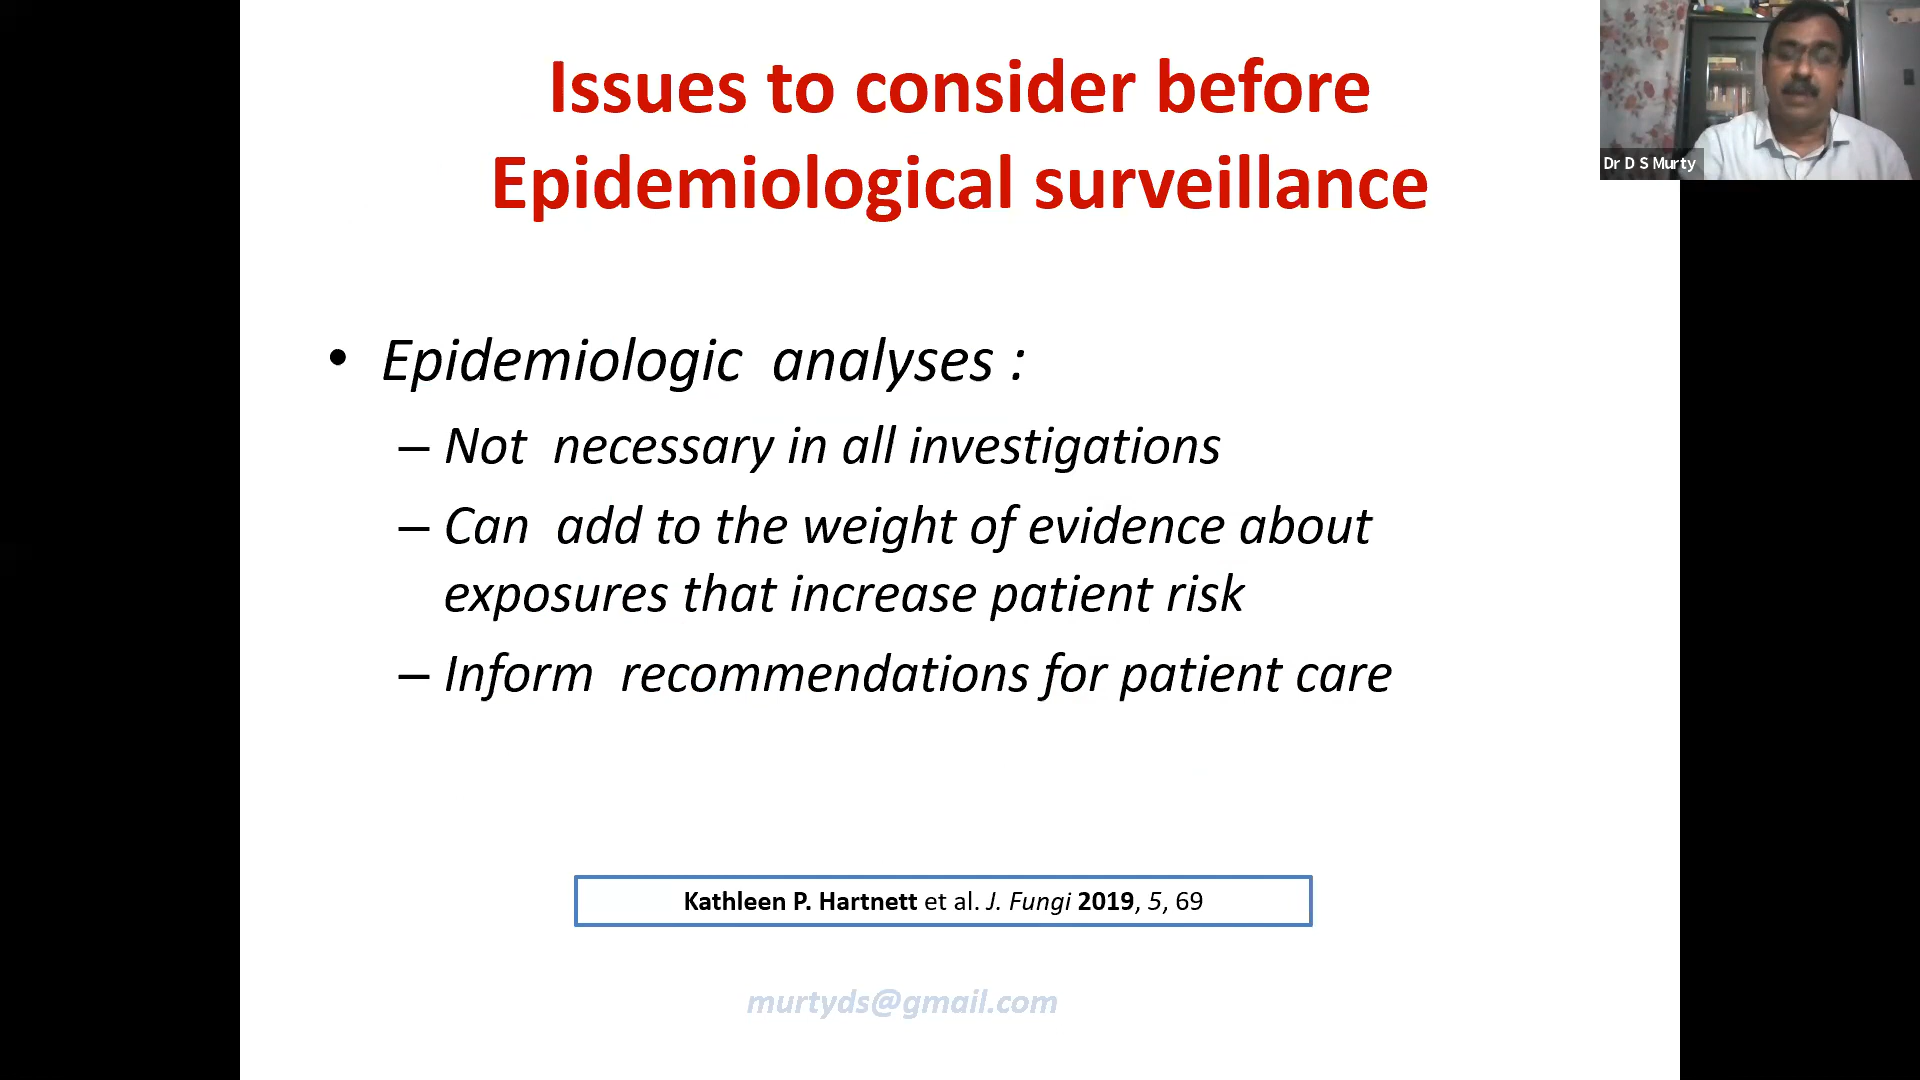 Issues to consider before
Epidemiological surveillance
Dr D S Murty
• Epidemiologic analyses :
– Not necessary in all investigations
– Can add to the weight of evidence about
exposures that increase patient risk
– Inform recommendations for patient care
Kathleen P. Hartnett et al. J. Fungi 2019, 5, 69
murtyds@gmail.com